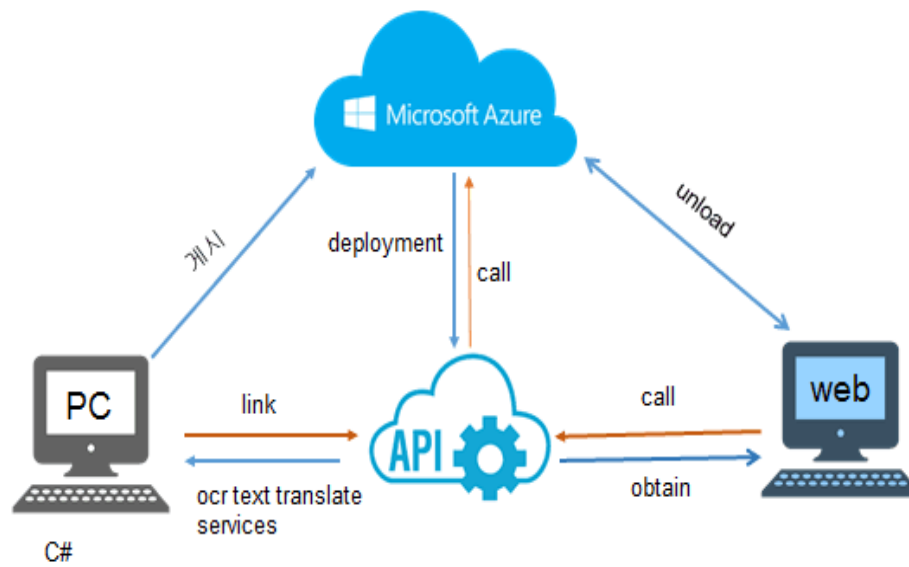 Microsoft Azure
unload
게시
deployment
call
PC
link
API
call
web
ocr text translate
services
obtain
C#